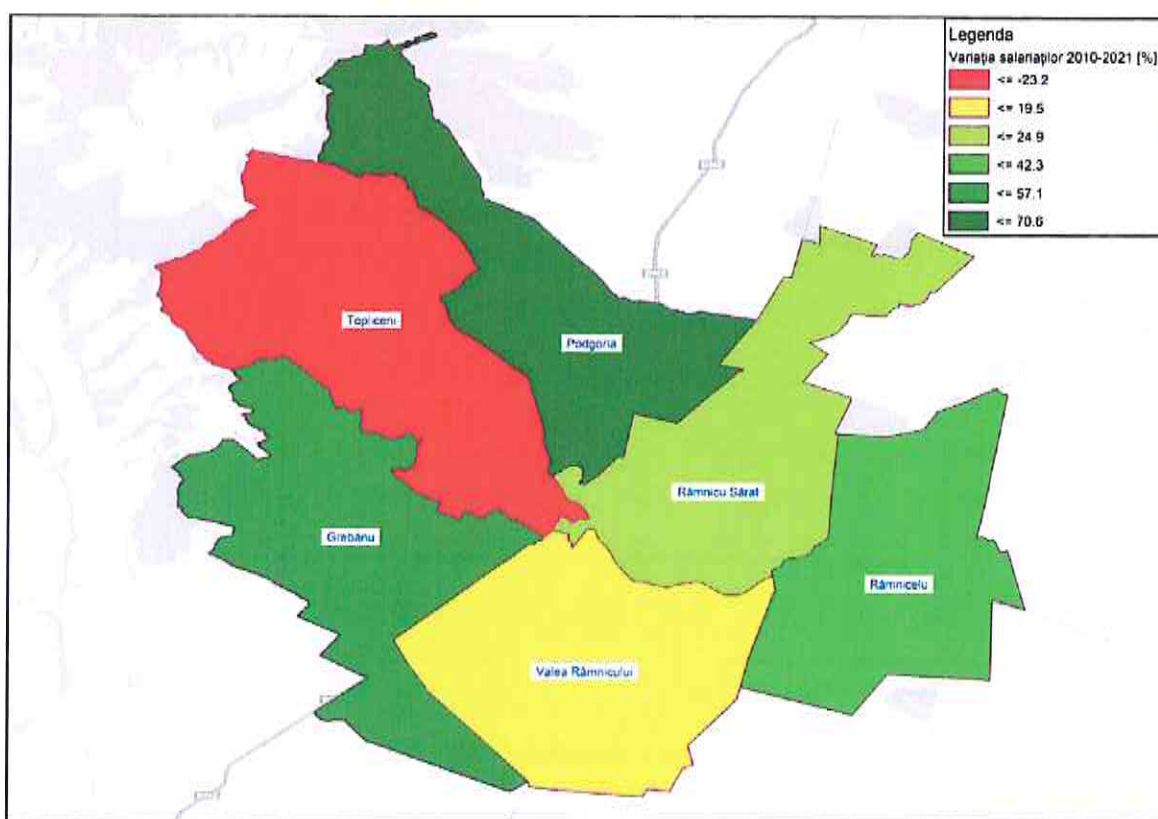 Legenda
Variația salariaților 2010-2021 [%]
<= -23.2
<= 19.5
<= 24.9
<= 42.3
<= 57.1
<= 70.6
Topliceni
Podgoria
Râmnicu Sărat
Grebănu
Râmnicelu
Valea Râmnicului